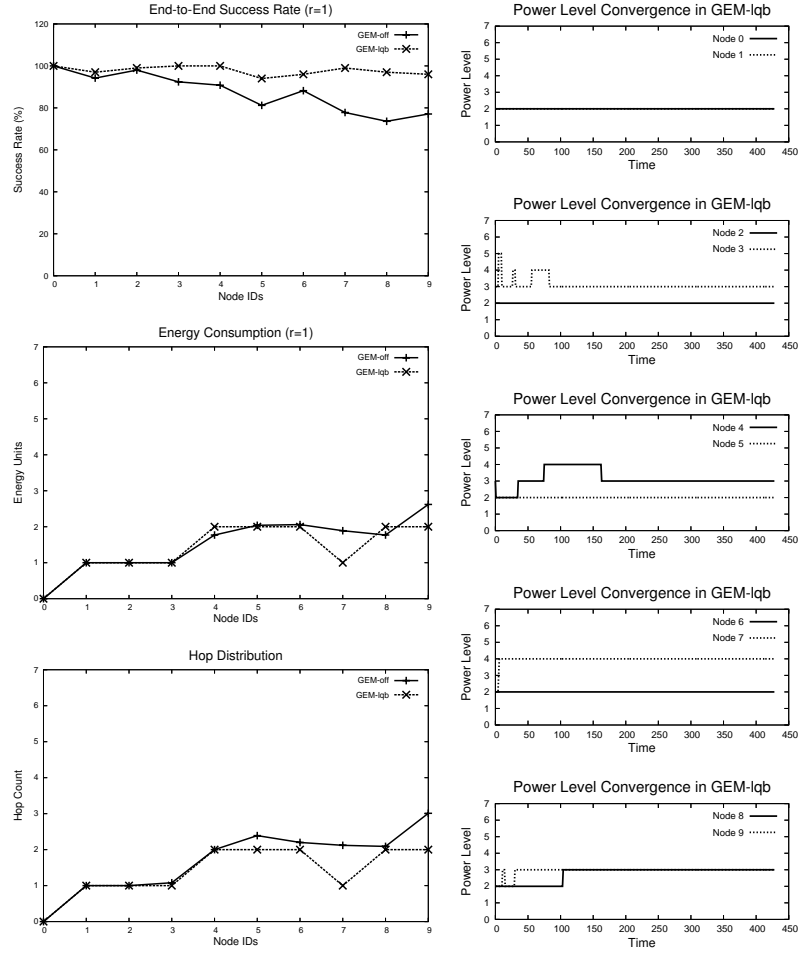 End-to-End Success Rate (r=1)
GEM-off
GEM-lqb
120
100
80
60
40
20
0
Success Rate (%)
0 1 2 3 4 5 6 7 8 9
Node IDs
Energy Consumption (r=1)
GEM-off
GEM-lqb
7
6
5
4
3
2
1
0
Energy Units
0 1 2 3 4 5 6 7 8 9
Node IDs
Hop Distribution
GEM-off
GEM-lqb
7
6
5
4
3
2
1
0
Hop Count
0 1 2 3 4 5 6 7 8 9
Node IDs
Power Level Convergence in GEM-lqb
Node 0
Node 1
7
6
5
4
3
2
1
0
Power Level
0 50 100 150 200 250 300 350 400 450
Time
Power Level Convergence in GEM-lqb
Node 2
Node 3
7
6
5
4
3
2
1
0
Power Level
0 50 100 150 200 250 300 350 400 450
Time
Power Level Convergence in GEM-lqb
Node 4
Node 5
7
6
5
4
3
2
1
0
Power Level
0 50 100 150 200 250 300 350 400 450
Time
Power Level Convergence in GEM-lqb
Node 6
Node 7
7
6
5
4
3
2
1
0
Power Level
0 50 100 150 200 250 300 350 400 450
Time
Power Level Convergence in GEM-lqb
Node 8
Node 9
7
6
5
4
3
2
1
0
Power Level
0 50 100 150 200 250 300 350 400 450
Time